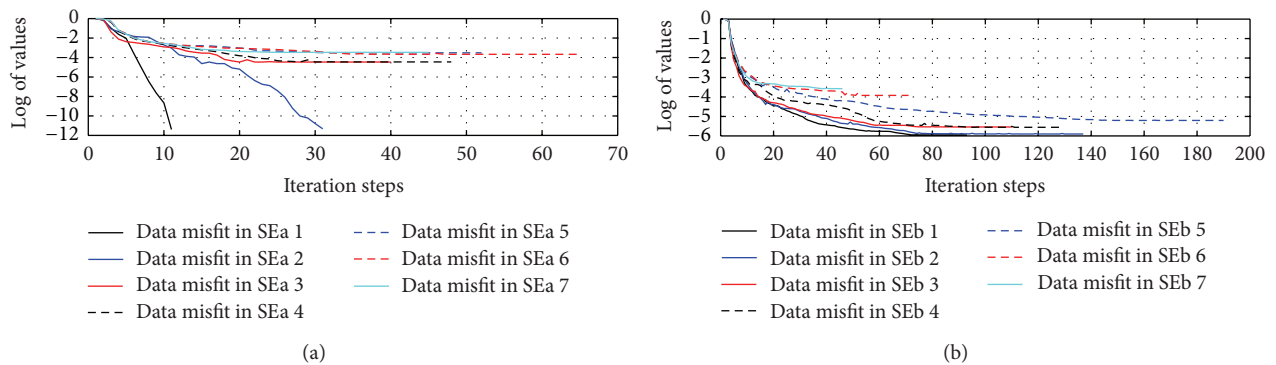 Log of values
0
−2
−4
−6
−8
−10
−12
0 10 20 30 40 50 60 70
Iteration steps
Data misfit in SEa 1
Data misfit in SEa 2
Data misfit in SEa 3
Data misfit in SEa 4
Data misfit in SEa 5
Data misfit in SEa 6
Data misfit in SEa 7
(a)
Log of values
0
−1
−2
−3
−4
−5
−6
0 20 40 60 80 100 120 140 160 180 200
Iteration steps
Data misfit in SEb 1
Data misfit in SEb 2
Data misfit in SEb 3
Data misfit in SEb 4
Data misfit in SEb 5
Data misfit in SEb 6
Data misfit in SEb 7
(b)